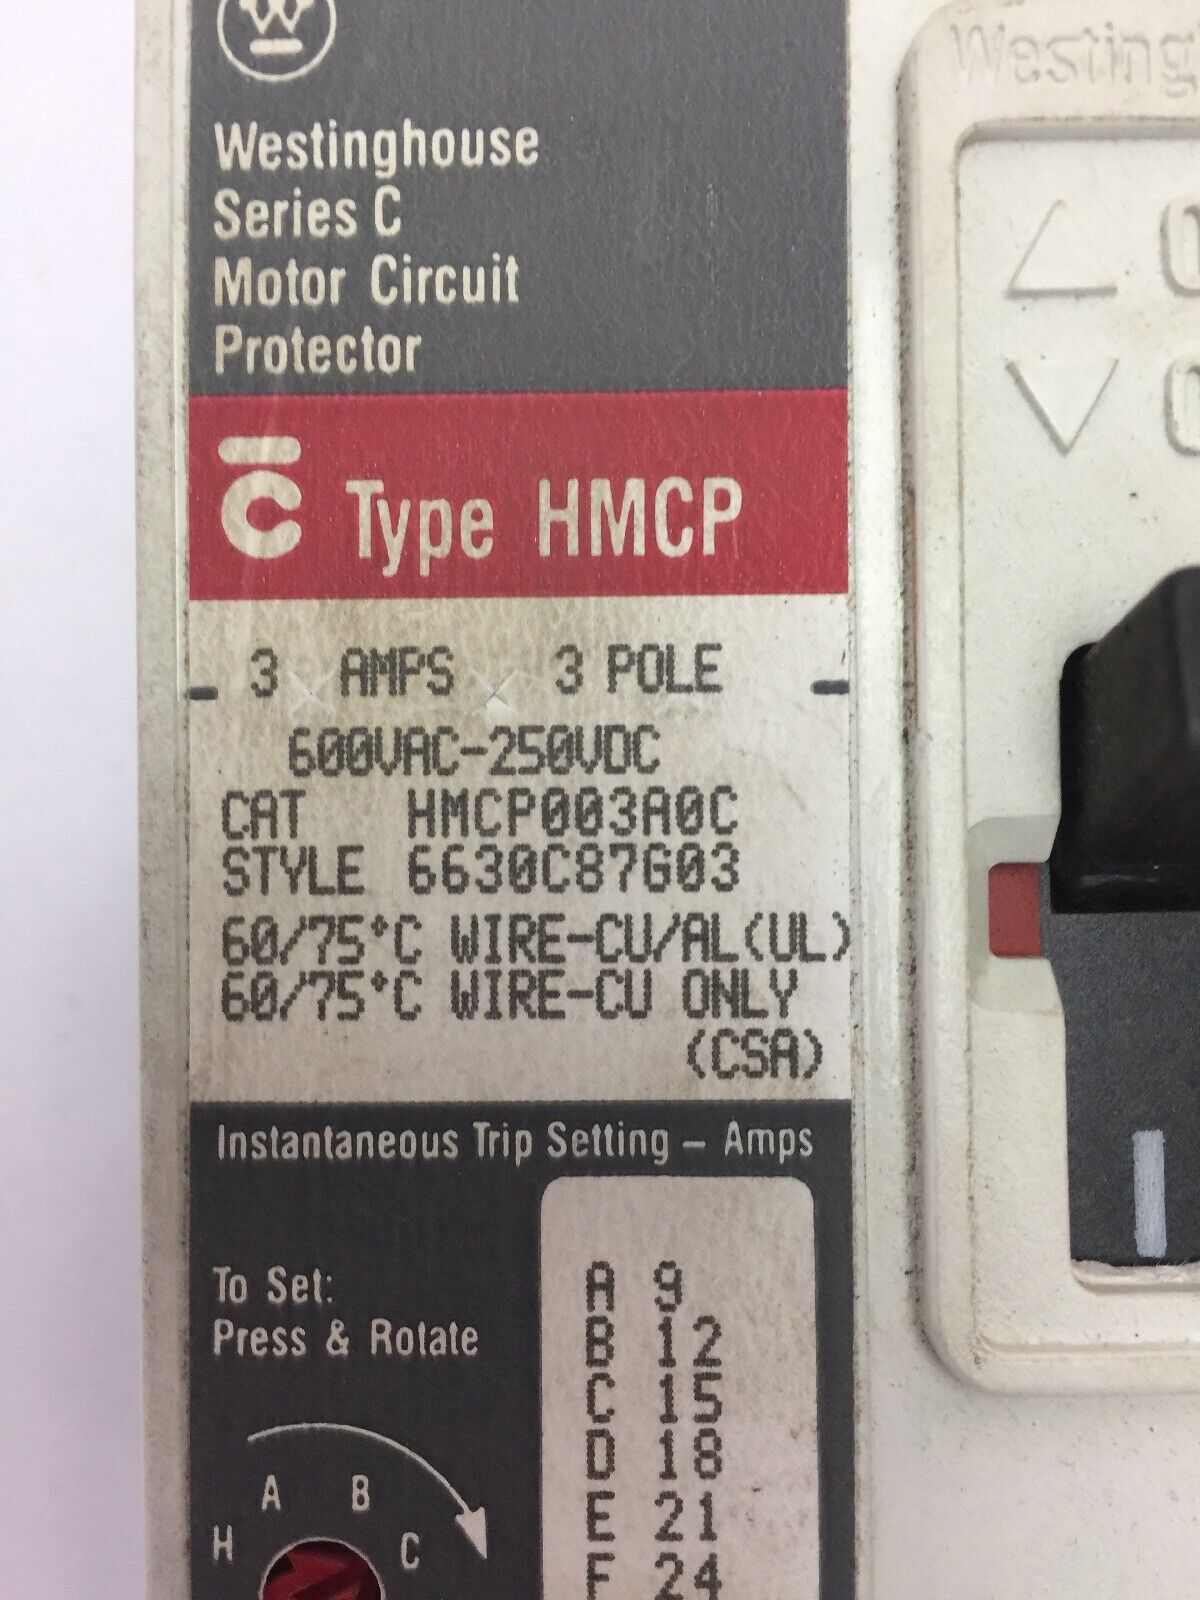 W
Westinghouse
Series C
Motor Circuit
Protector
C Type HMCP
3 AMPS 3 POLE
600VAC-250VDC
CAT HMCP003A0C
STYLE 6630C87G03
60/75°C WIRE-CU/AL(UL)
60/75°C WIRE-CU ONLY
(CSA)
Instantaneous Trip Setting – Amps
To Set:
Press & Rotate
A 9
B 12
C 15
D 18
E 21
F 24
A B
H C
Westing